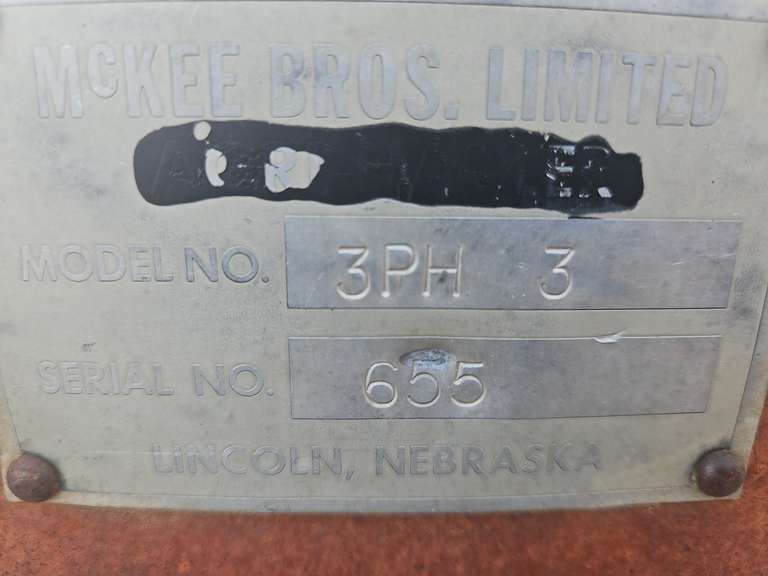 McKEE BROS. LIMITED
MODEL NO. 3PH 3
SERIAL NO. 655
LINCOLN, NEBRASKA